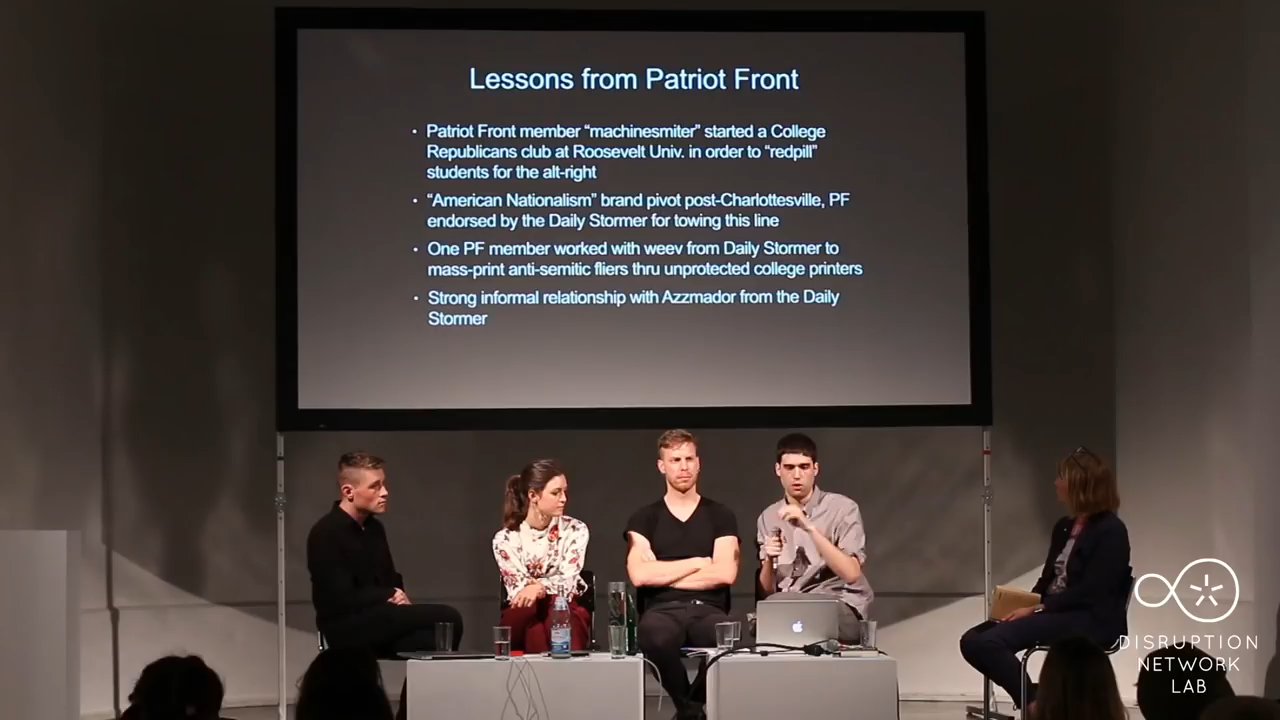 Lessons from Patriot Front
• Patriot Front member “machinesmiter” started a College
Republicans club at Roosevelt Univ. in order to “redpill”
students for the alt-right
• “American Nationalism” brand pivot post-Charlottesville, PF
endorsed by the Daily Stormer for towing this line
• One PF member worked with weev from Daily Stormer to
mass-print anti-semitic fliers thru unprotected college printers
• Strong informal relationship with Azzmador from the Daily
Stormer
DISRUPTION
NETWORK
LAB